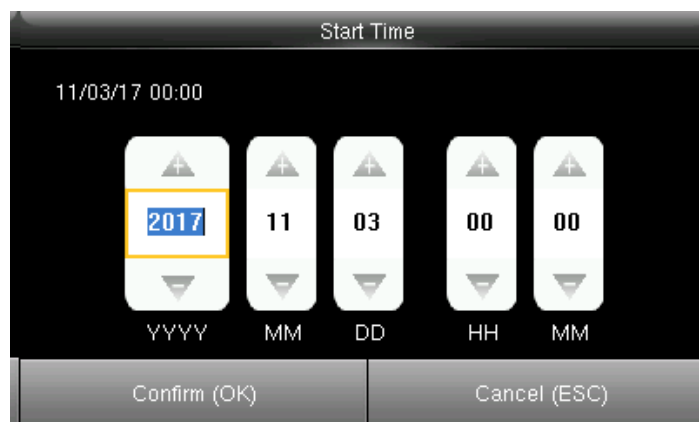 Start Time
11/03/17 00:00
2017 11 03 00 00
YYYY MM DD HH MM
Confirm (OK) Cancel (ESC)